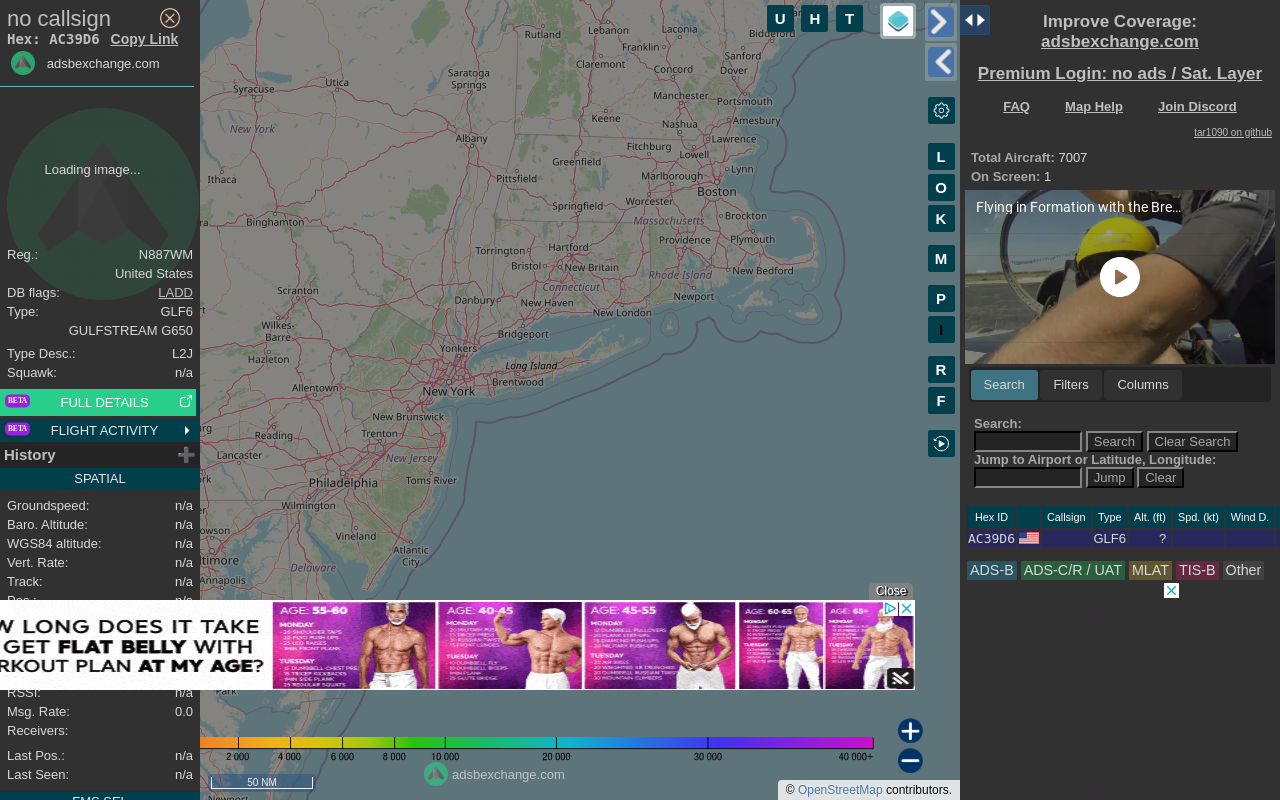 no callsign
Hex: AC39D6 Copy Link
adsbexchange.com
Loading image...
Reg.: N887WM
United States
DB flags: LADD
Type: GLF6
GULFSTREAM G650
Type Desc.: L2J
Squawk: n/a
BETA FULL DETAILS
BETA FLIGHT ACTIVITY
History
SPATIAL
Groundspeed: n/a
Baro. Altitude: n/a
WGS84 altitude: n/a
Vert. Rate: n/a
Track: n/a
RSSI: n/a
Msg. Rate: 0.0
Receivers:
Last Pos.: n/a
Last Seen: n/a
U H T
L
O
K
M
P
I
R
F
Rutland
Lebanon
Laconia
Franklin
Biddeford
Claremont
Sanford
Concord
Dover
Saratoga
Springs
Utica
Syracuse
Manchester
Portsmouth
Keene
Nashua
Amesbury
New York
Albany
Lawrence
Fitchburg
Lowell
Greenfield
Ithaca
Pittsfield
Marlborough
Lynn
Boston
Springfield
Worcester
Binghamton
Massachusetts
Brockton
Torrington
Hartford
Providence
Plymouth
Bristol
New Britain
Rhode Island
New Bedford
Connecticut
Scranton
Danbury
New Haven
New London
Newport
Wilkes-
Barre
Bridgeport
Hazleton
Yonkers
Long Island
Allentown
New York
Brentwood
New Brunswick
Reading
Trenton
Lancaster
New Jersey
Philadelphia
Toms River
Wilmington
Vineland
Atlantic
City
Annapolis
Delaware
Close
W LONG DOES IT TAKE
GET FLAT BELLY WITH
RKOUT PLAN AT MY AGE?
AGE: 55-60
AGE: 40-45
AGE: 45-55
AGE: 60-65
AGE: 65+
MONDAY
TUESDAY
2 000 4 000 6 000 8 000 10 000 20 000 30 000 40 000+
50 NM
adsbexchange.com
© OpenStreetMap contributors.
Improve Coverage:
adsbexchange.com
Premium Login: no ads / Sat. Layer
FAQ Map Help Join Discord
tar1090 on github
Total Aircraft: 7007
On Screen: 1
Flying in Formation with the Bre...
Search Filters Columns
Search:
Search Clear Search
Jump to Airport or Latitude, Longitude:
Jump Clear
Hex ID Callsign Type Alt. (ft) Spd. (kt) Wind D.
AC39D6 GLF6 ?
ADS-B ADS-C/R / UAT MLAT TIS-B Other